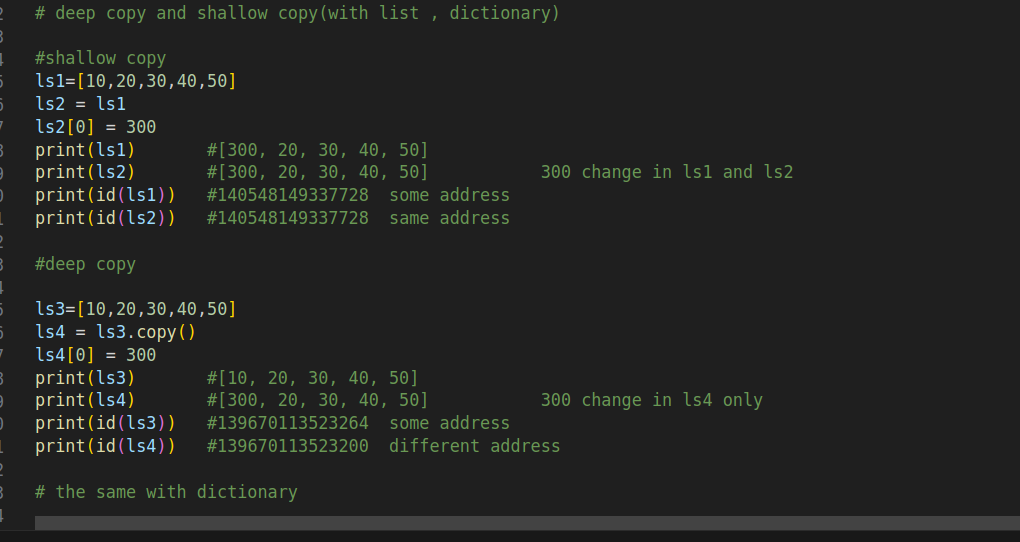 # deep copy and shallow copy(with list , dictionary)
#shallow copy
ls1=[10,20,30,40,50]
ls2 = ls1
ls2[0] = 300
print(ls1)       #[300, 20, 30, 40, 50]
print(ls2)       #[300, 20, 30, 40, 50]           300 change in ls1 and ls2
print(id(ls1))   #140548149337728  some address
print(id(ls2))   #140548149337728  same address
#deep copy
ls3=[10,20,30,40,50]
ls4 = ls3.copy()
ls4[0] = 300
print(ls3)       #[10, 20, 30, 40, 50]
print(ls4)       #[300, 20, 30, 40, 50]           300 change in ls4 only
print(id(ls3))   #139670113523264  some address
print(id(ls4))   #139670113523200  different address
# the same with dictionary